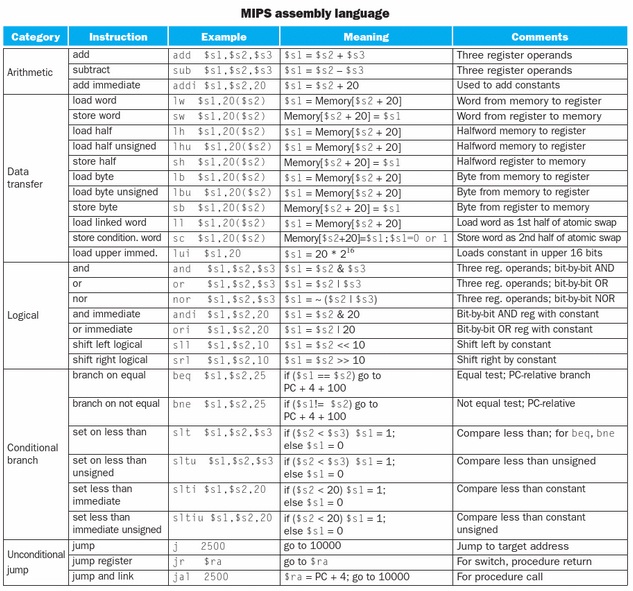 MIPS assembly language
Category Instruction Example Meaning Comments
Arithmetic
add add $s1,$s2,$s3 $s1 = $s2 + $s3 Three register operands
subtract sub $s1,$s2,$s3 $s1 = $s2 – $s3 Three register operands
add immediate addi $s1,$s2,20 $s1 = $s2 + 20 Used to add constants
Data
transfer
load word lw $s1,20($s2) $s1 = Memory[$s2 + 20] Word from memory to register
store word sw $s1,20($s2) Memory[$s2 + 20] = $s1 Word from register to memory
load half lh $s1,20($s2) $s1 = Memory[$s2 + 20] Halfword memory to register
load half unsigned lhu $s1,20($s2) $s1 = Memory[$s2 + 20] Halfword memory to register
store half sh $s1,20($s2) Memory[$s2 + 20] = $s1 Halfword register to memory
load byte lb $s1,20($s2) $s1 = Memory[$s2 + 20] Byte from memory to register
load byte unsigned lbu $s1,20($s2) $s1 = Memory[$s2 + 20] Byte from memory to register
store byte sb $s1,20($s2) Memory[$s2 + 20] = $s1 Byte from register to memory
load linked word ll $s1,20($s2) $s1 = Memory[$s2 + 20] Load word as 1st half of atomic swap
store condition. word sc $s1,20($s2) Memory[$s2+20]=$s1;$s1=0 or 1 Store word as 2nd half of atomic swap
load upper immed. lui $s1,20 $s1 = 20 * 2¹⁶ Loads constant in upper 16 bits
Logical
and and $s1,$s2,$s3 $s1 = $s2 & $s3 Three reg. operands; bit-by-bit AND
or or $s1,$s2,$s3 $s1 = $s2 | $s3 Three reg. operands; bit-by-bit OR
nor nor $s1,$s2,$s3 $s1 = ~ ($s2 | $s3) Three reg. operands; bit-by-bit NOR
and immediate andi $s1,$s2,20 $s1 = $s2 & 20 Bit-by-bit AND reg with constant
or immediate ori $s1,$s2,20 $s1 = $s2 | 20 Bit-by-bit OR reg with constant
shift left logical sll $s1,$s2,10 $s1 = $s2 << 10 Shift left by constant
shift right logical srl $s1,$s2,10 $s1 = $s2 >> 10 Shift right by constant
Conditional
branch
branch on equal beq $s1,$s2,25 if ($s1 == $s2) go to Equal test; PC-relative branch
PC + 4 + 100
branch on not equal bne $s1,$s2,25 if ($s1!= $s2) go to Not equal test; PC-relative
PC + 4 + 100
set on less than slt $s1,$s2,$s3 if ($s2 < $s3) $s1 = 1; Compare less than; for beq, bne
else $s1 = 0
set on less than sltu $s1,$s2,$s3 if ($s2 < $s3) $s1 = 1; Compare less than unsigned
unsigned else $s1 = 0
set less than slti $s1,$s2,20 if ($s2 < 20) $s1 = 1; Compare less than constant
immediate else $s1 = 0
set less than sltiu $s1,$s2,20 if ($s2 < 20) $s1 = 1; Compare less than constant
immediate unsigned else $s1 = 0 unsigned
Unconditional
jump
jump j 2500 go to 10000 Jump to target address
jump register jr $ra go to $ra For switch, procedure return
jump and link jal 2500 $ra = PC + 4; go to 10000 For procedure call